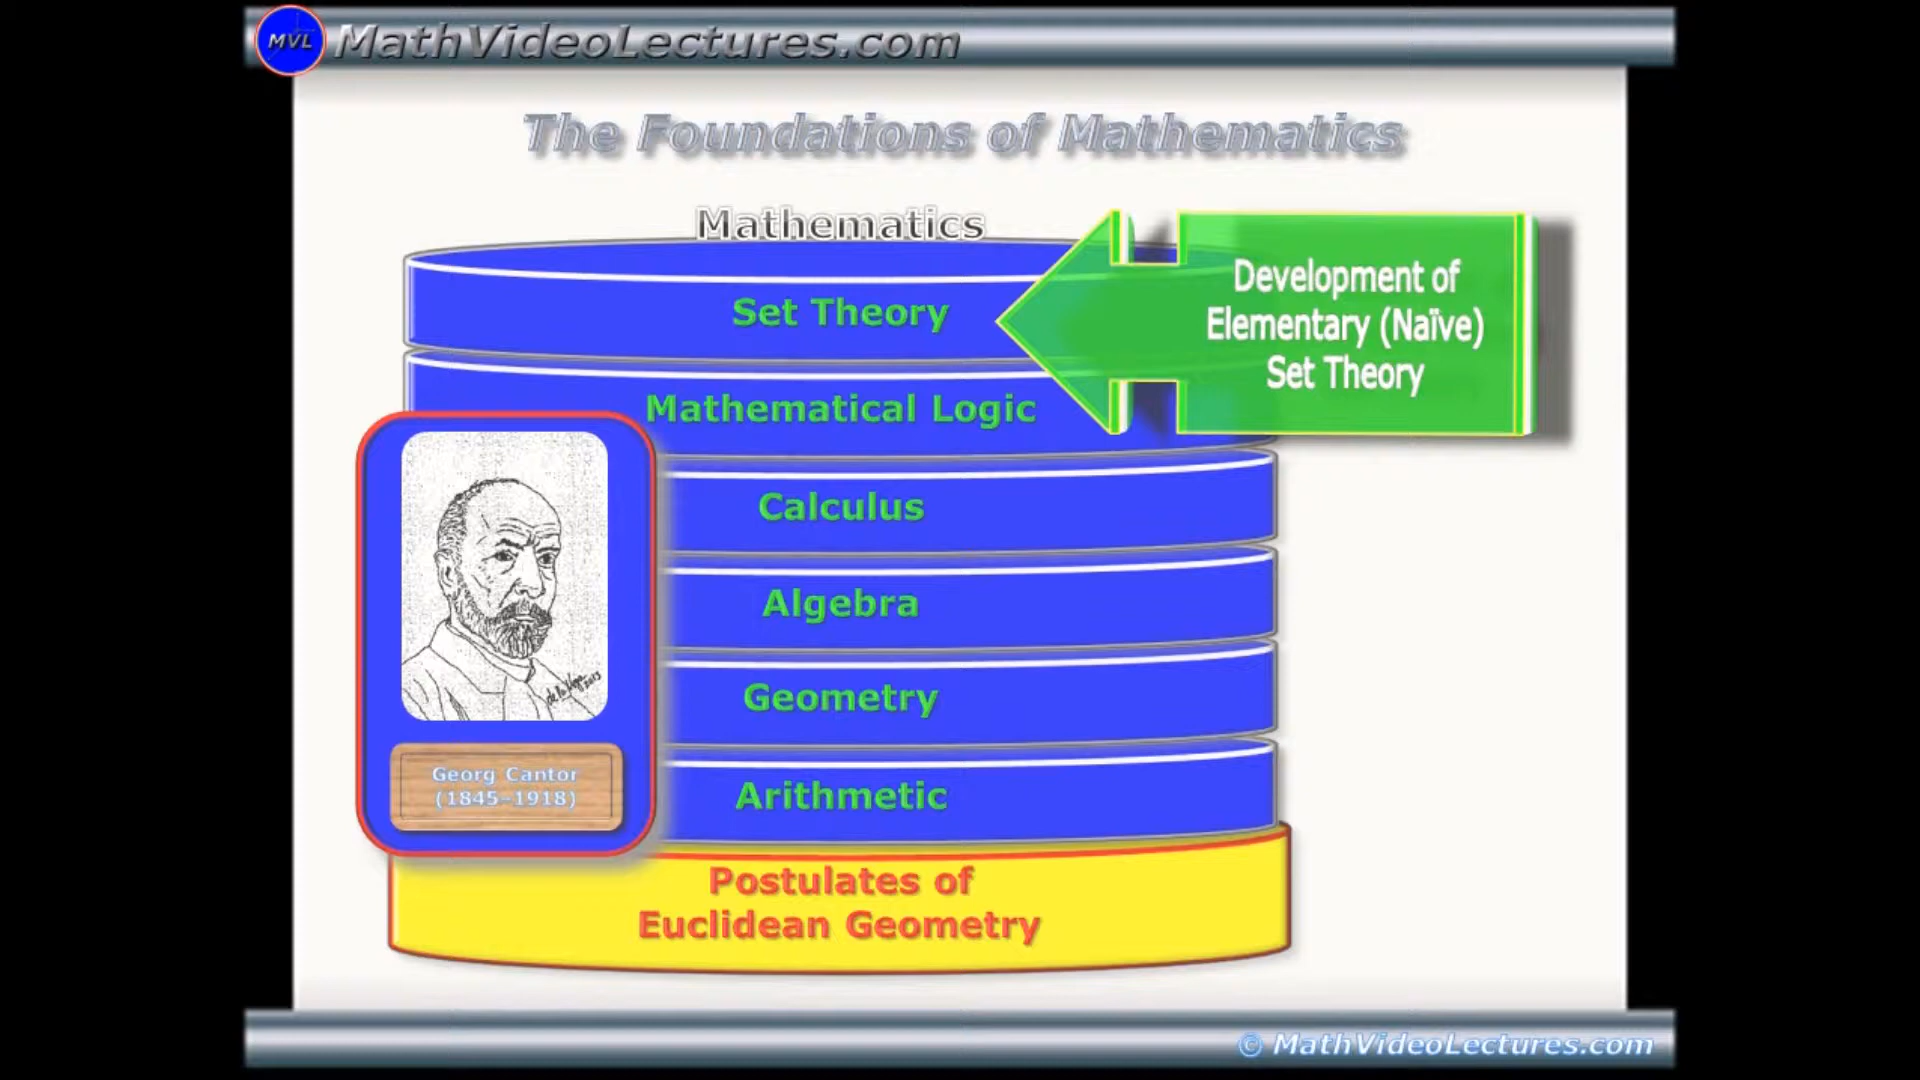 MVL MathVideoLectures.com
The Foundations of Mathematics
Mathematics
Set Theory
Development of
Elementary (Naïve)
Set Theory
Mathematical Logic
Calculus
Algebra
Geometry
Arithmetic
Georg Cantor
(1845-1918)
Postulates of
Euclidean Geometry
© MathVideoLectures.com